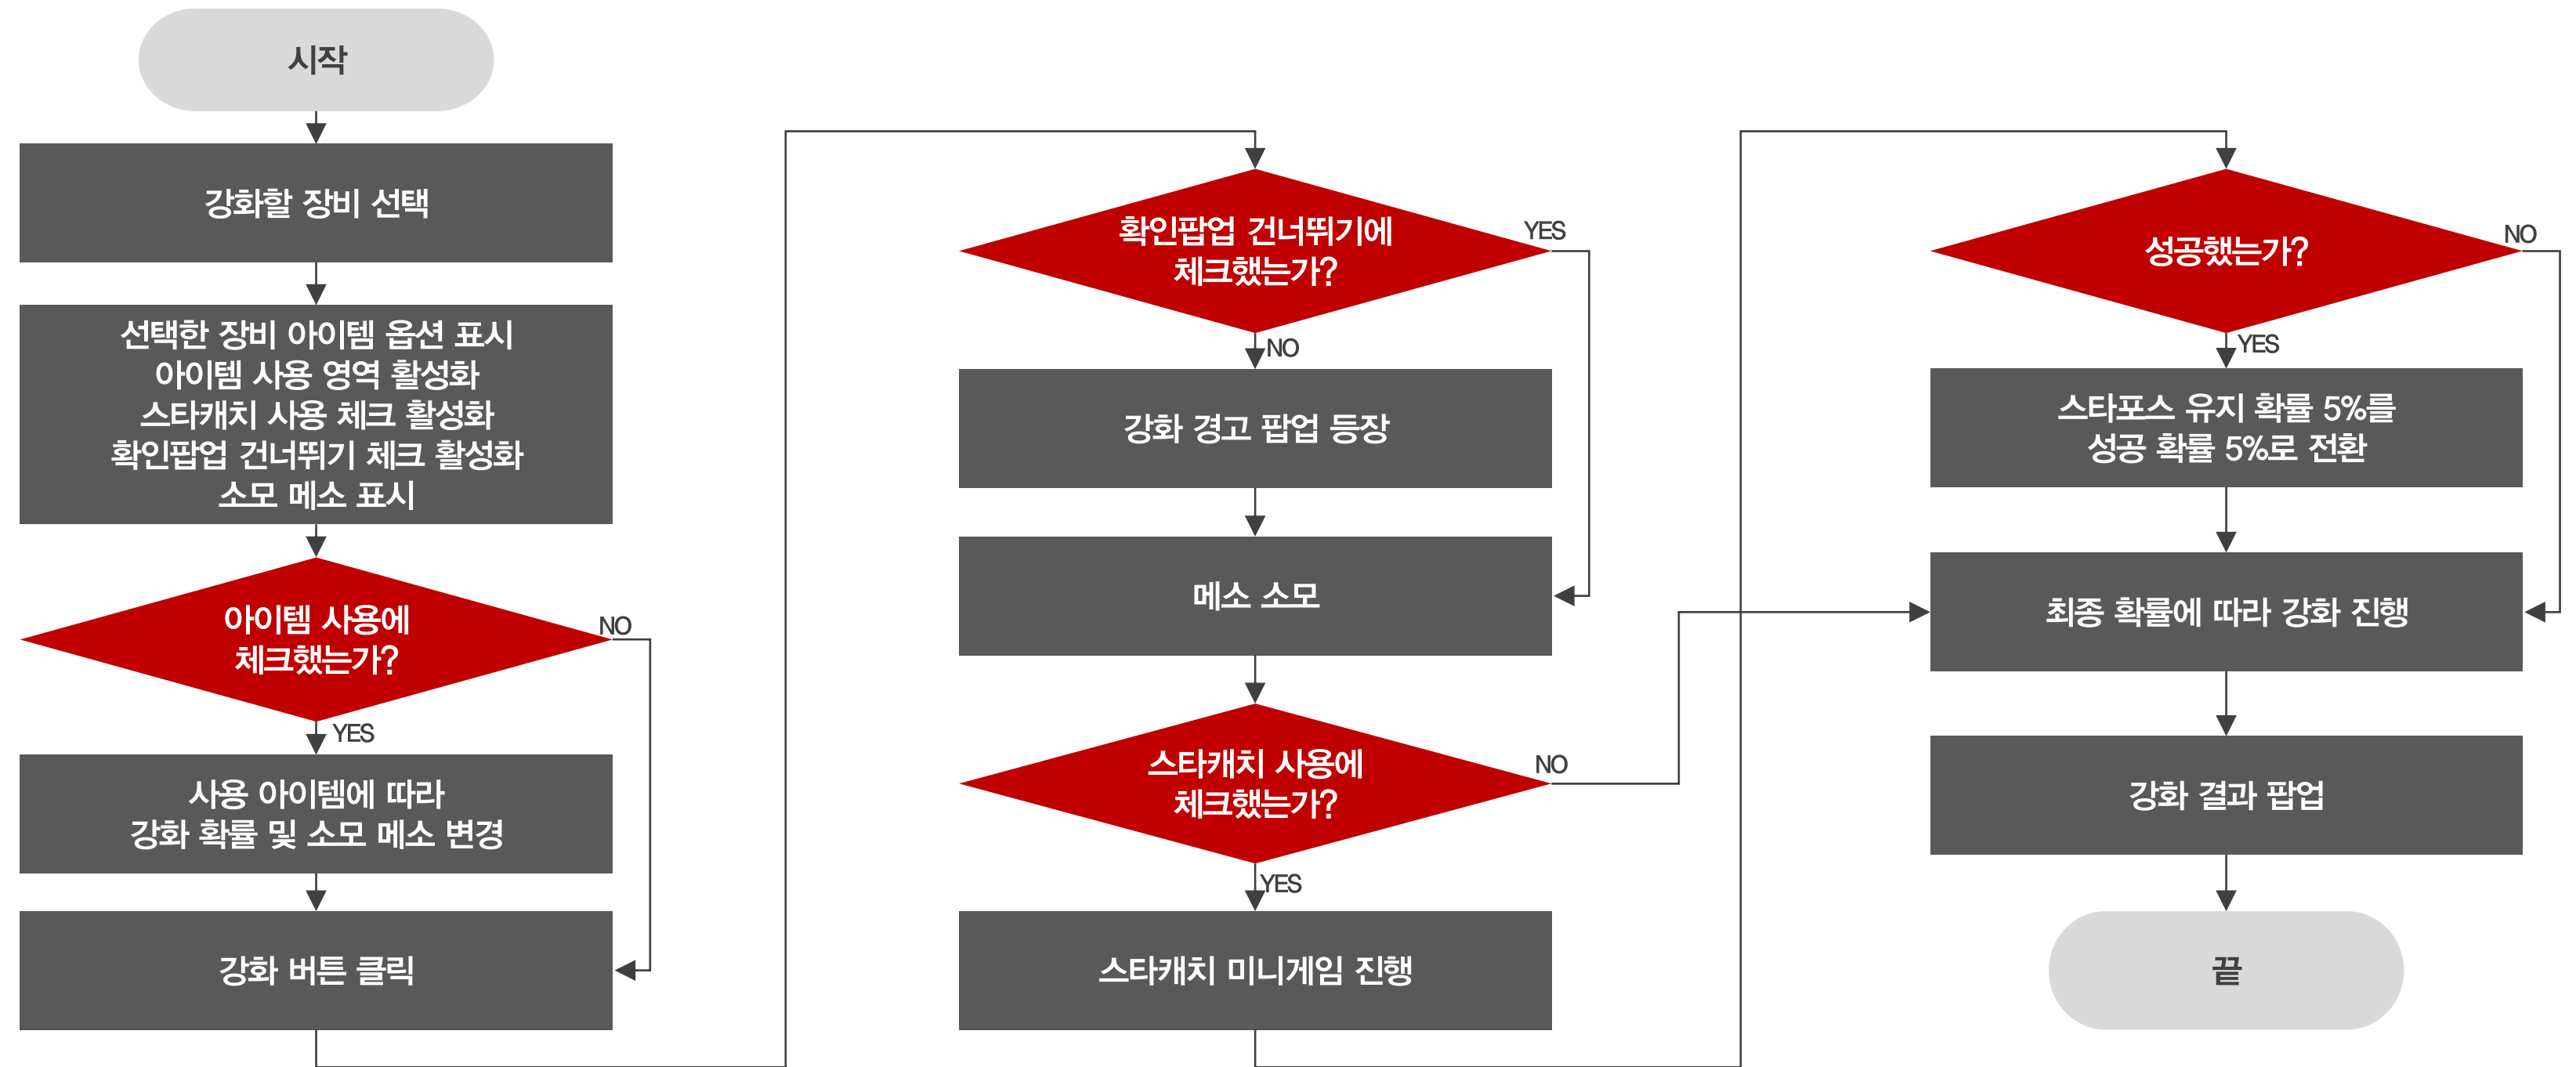 시작
강화할 장비 선택
선택한 장비 아이템 옵션 표시
아이템 사용 영역 활성화
스타캐치 사용 체크 활성화
확인팝업 건너뛰기 체크 활성화
소모 메소 표시
아이템 사용에
체크했는가?
NO
YES
사용 아이템에 따라
강화 확률 및 소모 메소 변경
강화 버튼 클릭
확인팝업 건너뛰기에
체크했는가?
YES
NO
강화 경고 팝업 등장
메소 소모
스타캐치 사용에
체크했는가?
NO
YES
스타캐치 미니게임 진행
성공했는가?
NO
YES
스타포스 유지 확률 5%를
성공 확률 5%로 전환
최종 확률에 따라 강화 진행
강화 결과 팝업
끝